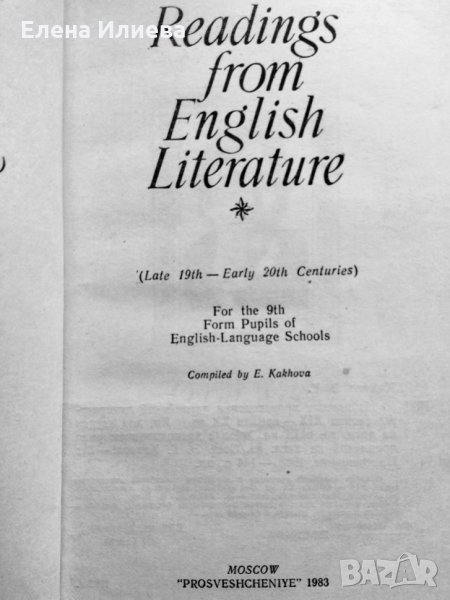 Елена Илиева
Readings
from
English
Literature
(Late 19th — Early 20th Centuries)
For the 9th
Form Pupils of
English-Language Schools
Compiled by E. Kakhova
MOSCOW
"PROSVESHCHENIYE" 1983
BAZAR